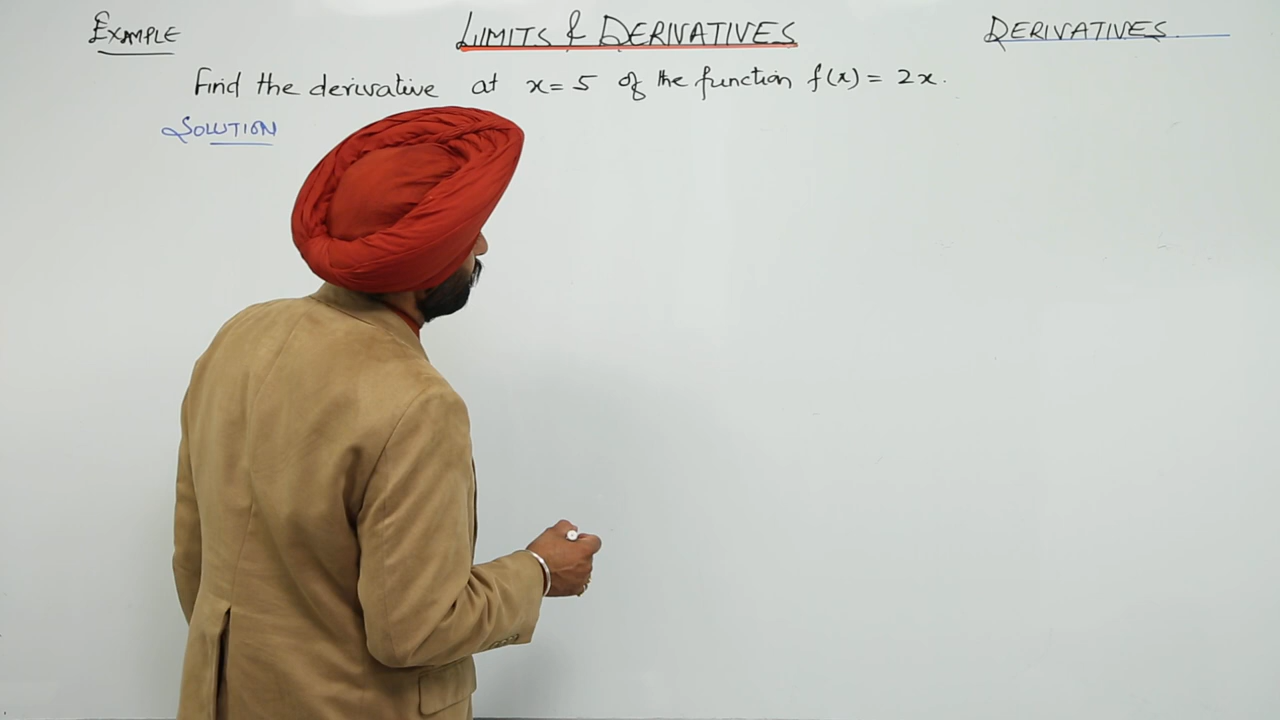 EXAMPLE LIMITS & DERIVATIVES DERIVATIVES
Find the derivative at x = 5 of the function f(x) = 2x.
SOLUTION